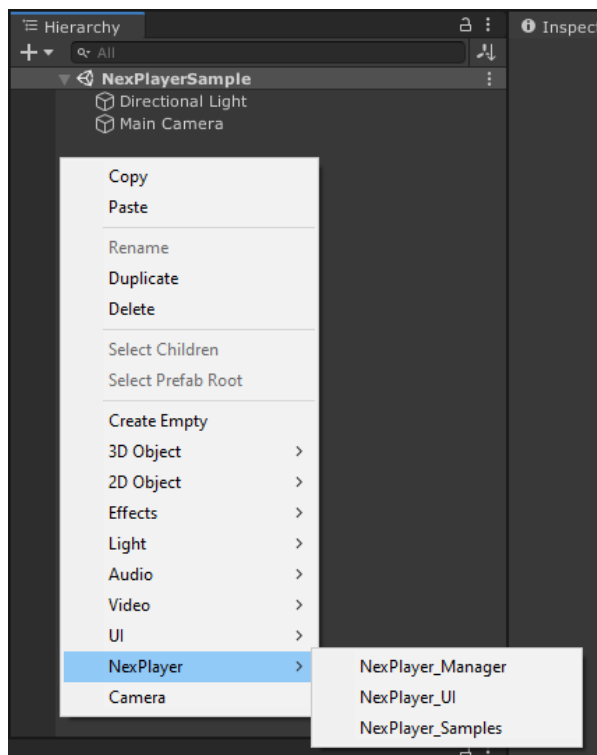 Hierarchy
Inspect
All
NexPlayerSample
Directional Light
Main Camera
Copy
Paste
Rename
Duplicate
Delete
Select Children
Select Prefab Root
Create Empty
3D Object
2D Object
Effects
Light
Audio
Video
UI
NexPlayer
Camera
NexPlayer_Manager
NexPlayer_UI
NexPlayer_Samples